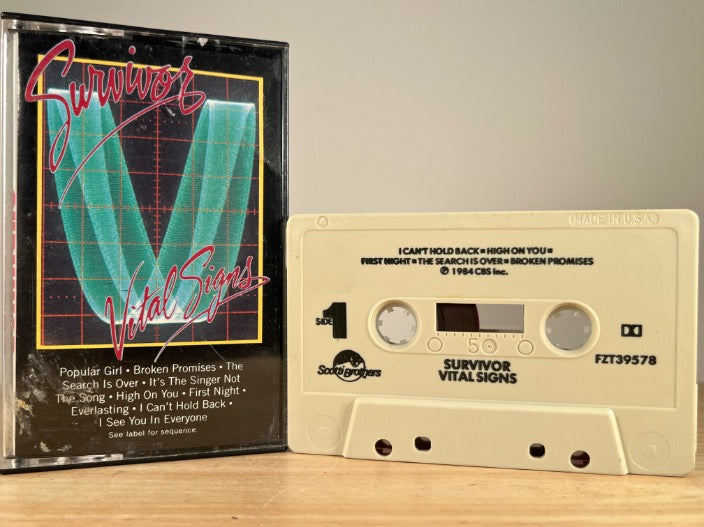 Survivor
Vital Signs
Popular Girl • Broken Promises • The
Search Is Over • It's The Singer Not
The Song • High On You • First Night •
Everlasting • I Can't Hold Back •
I See You In Everyone
See label for sequence.
MADE IN U.S.A.
I CAN'T HOLD BACK ■ HIGH ON YOU ■
FIRST NIGHT ■ THE SEARCH IS OVER ■ BROKEN PROMISES
℗ 1984 CBS Inc.
SIDE 1
5
Scotti Brothers
SURVIVOR
VITAL SIGNS
FZT39578